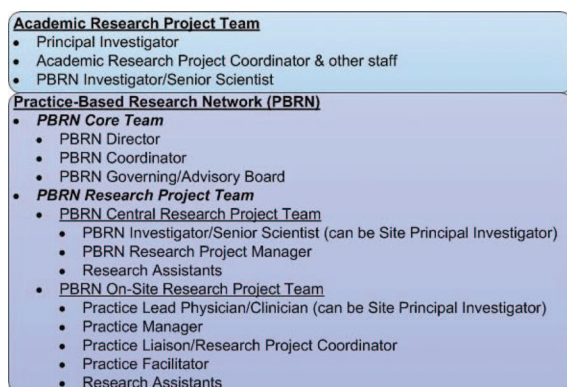 Academic Research Project Team
• Principal Investigator
• Academic Research Project Coordinator & other staff
• PBRN Investigator/Senior Scientist
Practice-Based Research Network (PBRN)
• PBRN Core Team
• PBRN Director
• PBRN Coordinator
• PBRN Governing/Advisory Board
• PBRN Research Project Team
• PBRN Central Research Project Team
• PBRN Investigator/Senior Scientist (can be Site Principal Investigator)
• PBRN Research Project Manager
• Research Assistants
• PBRN On-Site Research Project Team
• Practice Lead Physician/Clinician (can be Site Principal Investigator)
• Practice Manager
• Practice Liaison/Research Project Coordinator
• Practice Facilitator
• Research Assistants